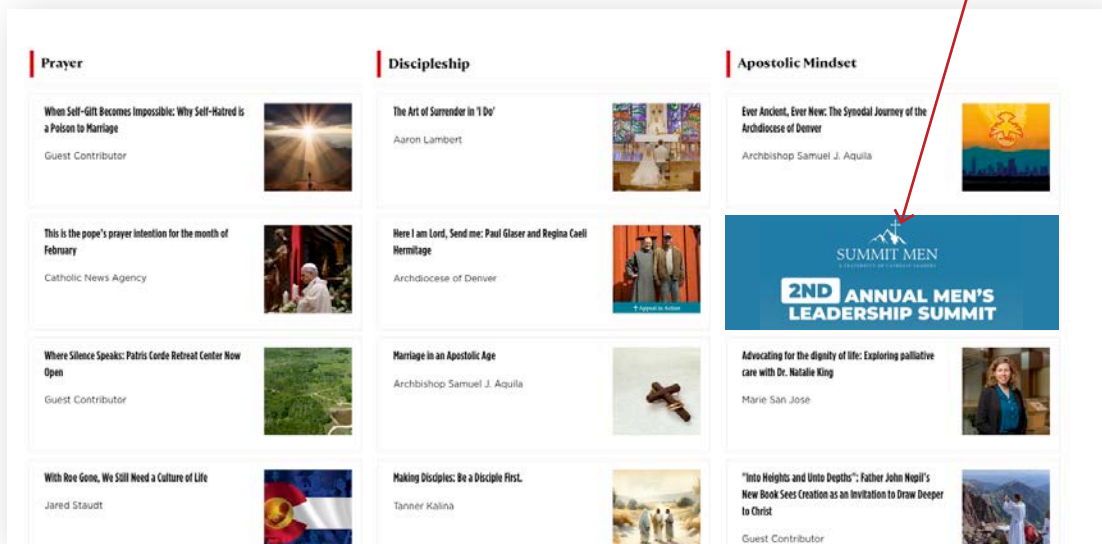 Prayer
When Self-Gift Becomes Impossible: Why Self-Hatred is
a Poison to Marriage
Guest Contributor
This is the pope's prayer intention for the month of
February
Catholic News Agency
Where Silence Speaks: Patris Corde Retreat Center Now
Open
Guest Contributor
With Roe Gone, We Still Need a Culture of Life
Jared Staudt
Discipleship
The Art of Surrender in 'I Do'
Aaron Lambert
Here I am Lord, Send me: Paul Glaser and Regina Caeli
Hermitage
Archdiocese of Denver
Appeal in Action
Marriage in an Apostolic Age
Archbishop Samuel J. Aquila
Making Disciples: Be a Disciple First.
Tanner Kalina
Apostolic Mindset
Ever Ancient, Ever New: The Synodal Journey of the
Archdiocese of Denver
Archbishop Samuel J. Aquila
SUMMIT MEN
A FRATERNITY OF CATHOLIC LEADERS
2ND ANNUAL MEN'S
LEADERSHIP SUMMIT
Advocating for the dignity of life: Exploring palliative
care with Dr. Natalie King
Marie San Jose
"Into Heights and Unto Depths": Father John Nepil's
New Book Sees Creation as an Invitation to Draw Deeper
to Christ
Guest Contributor